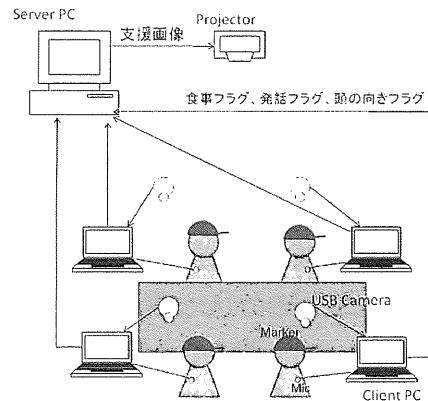 Server PC
Projector
支援画像
食事フラグ、発話フラグ、頭の向きフラグ
USB Camera
Marker
Mic
Client PC